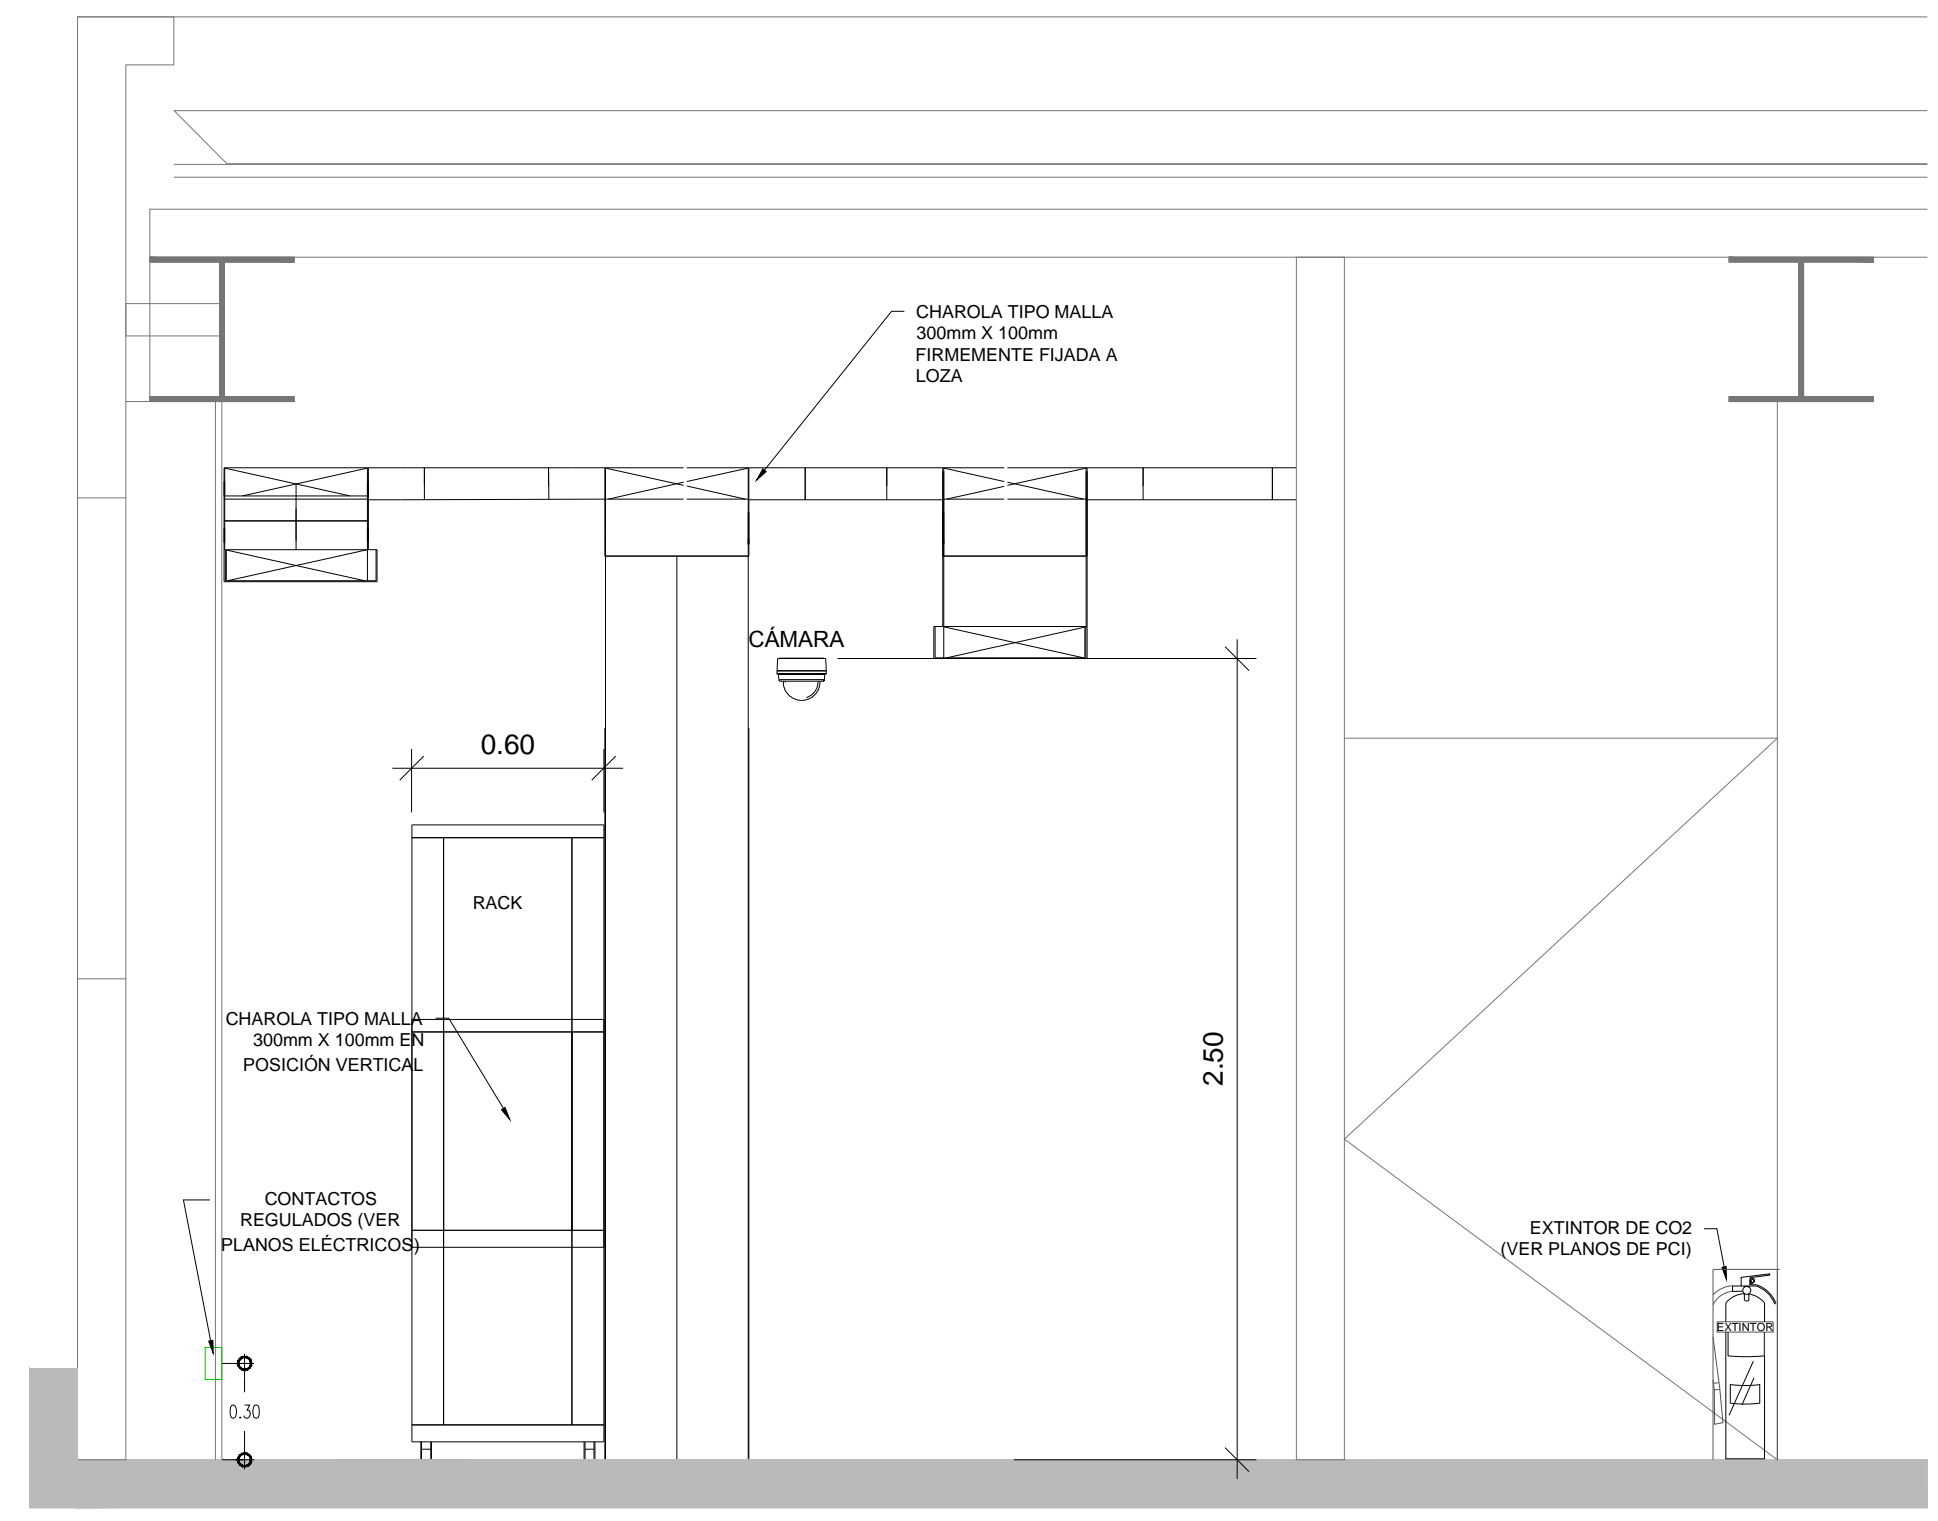 CHAROLA TIPO MALLA
300mm X 100mm
FIRMEMENTE FIJADA A
LOZA
CÁMARA
0.60
RACK
CHAROLA TIPO MALLA
300mm X 100mm EN
POSICIÓN VERTICAL
2.50
CONTACTOS
REGULADOS (VER
PLANOS ELÉCTRICOS)
EXTINTOR DE CO2
(VER PLANOS DE PCI)
EXTINTOR
0.30